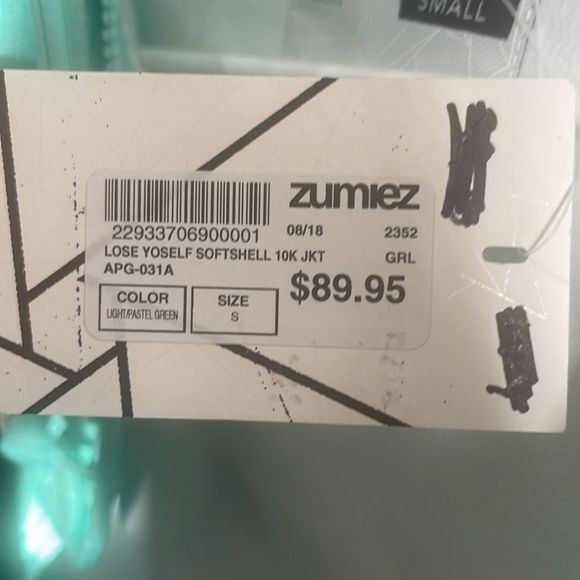 SMALL
zumiez
22933706900001 08/18 2352
LOSE YOSELF SOFTSHELL 10K JKT GRL
APG-031A
$89.95
COLOR SIZE
LIGHT/PASTEL GREEN S